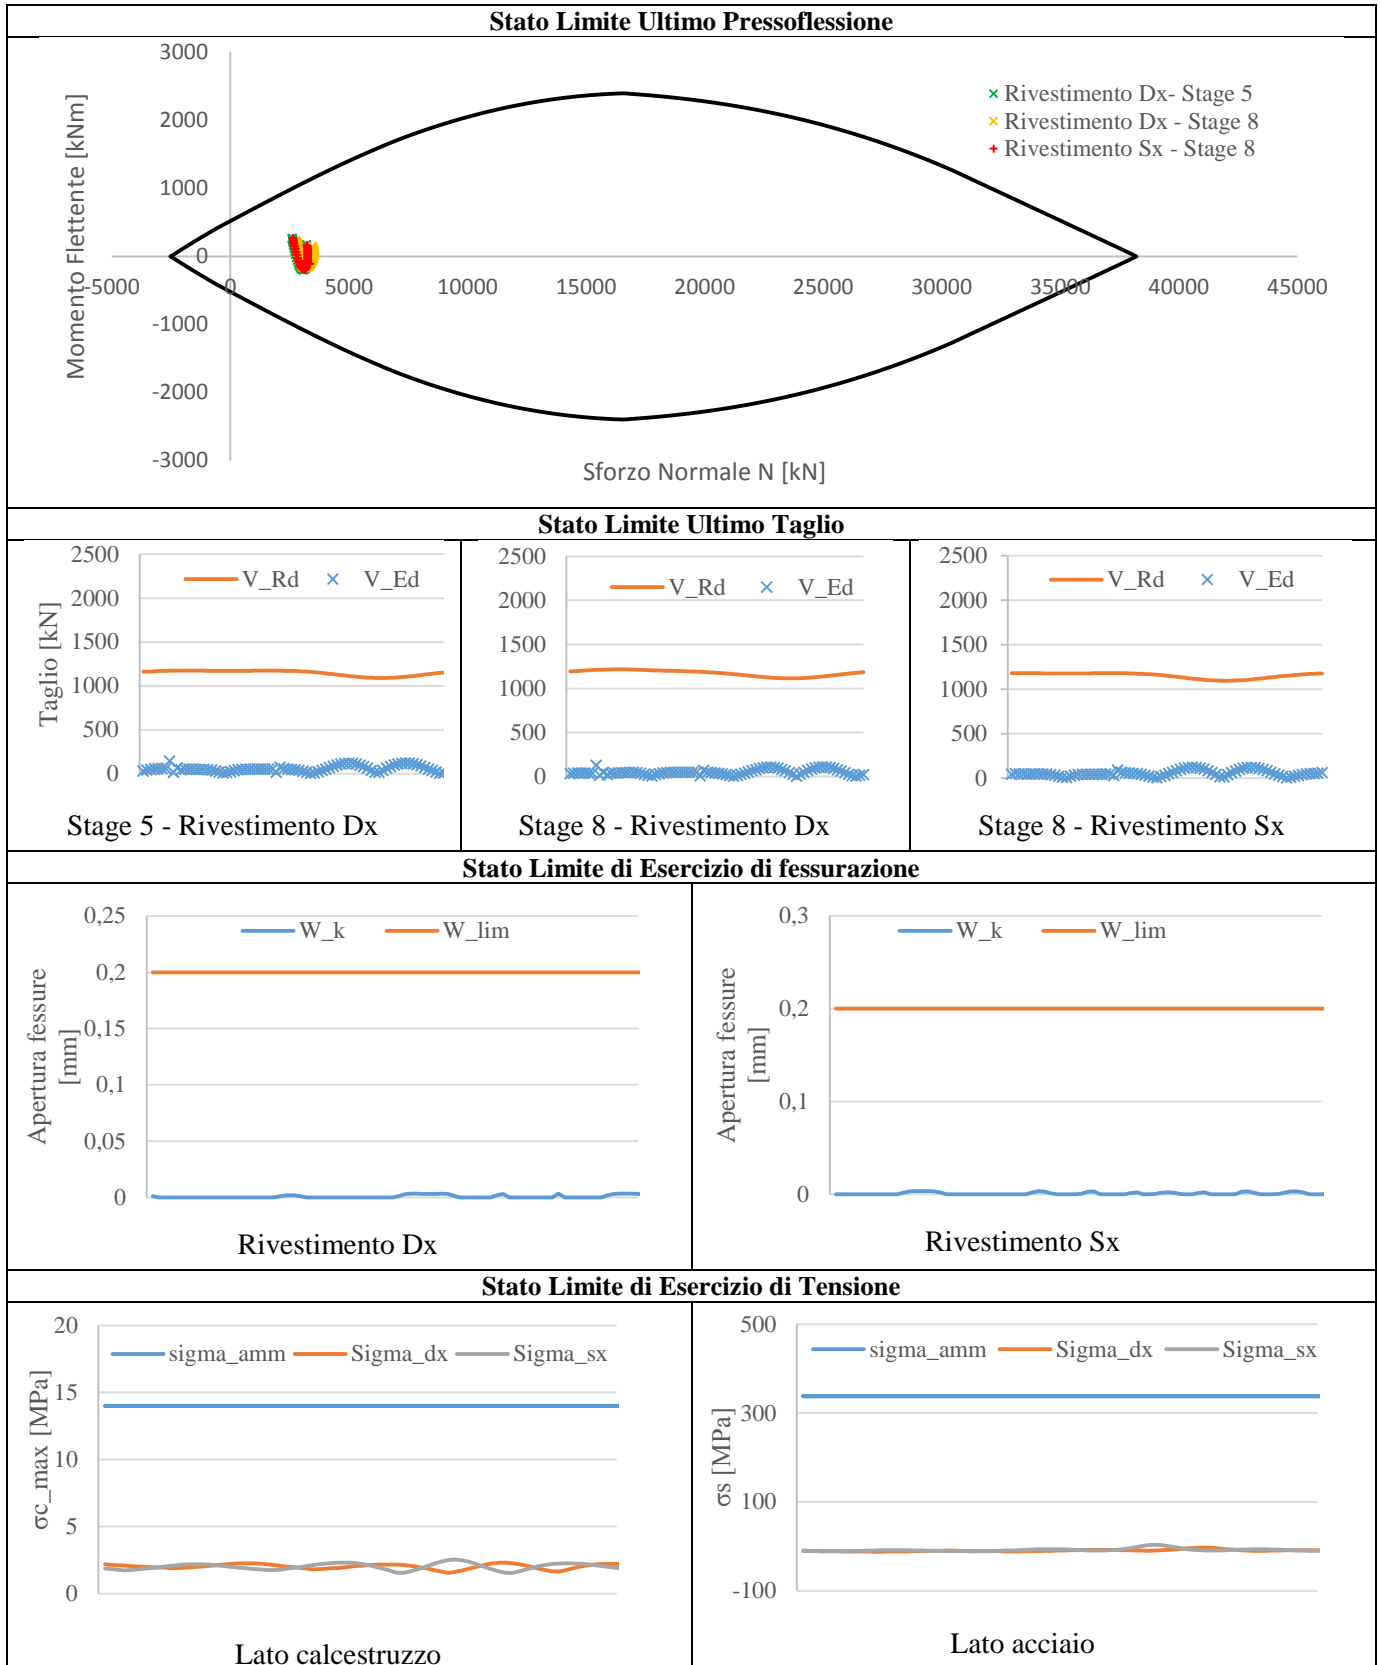 Stato Limite Ultimo Pressoflessione
3000
2000
1000
0
-1000
-2000
-3000
Momento Flettente [kNm]
× Rivestimento Dx- Stage 5
× Rivestimento Dx - Stage 8
+ Rivestimento Sx - Stage 8
-5000 0 5000 10000 15000 20000 25000 30000 35000 40000 45000
Sforzo Normale N [kN]
Stato Limite Ultimo Taglio
2500
2000
1500
1000
500
0
Taglio [kN]
V_Rd × V_Ed
Stage 5 - Rivestimento Dx
2500
2000
1500
1000
500
0
V_Rd × V_Ed
Stage 8 - Rivestimento Dx
2500
2000
1500
1000
500
0
V_Rd × V_Ed
Stage 8 - Rivestimento Sx
Stato Limite di Esercizio di fessurazione
0,25
0,2
0,15
0,1
0,05
0
Apertura fessure
[mm]
W_k W_lim
Rivestimento Dx
0,3
0,2
0,1
0
Apertura fessure
[mm]
W_k W_lim
Rivestimento Sx
Stato Limite di Esercizio di Tensione
20
15
10
5
0
σc_max [MPa]
sigma_amm Sigma_dx Sigma_sx
Lato calcestruzzo
500
300
100
-100
σs [MPa]
sigma_amm Sigma_dx Sigma_sx
Lato acciaio